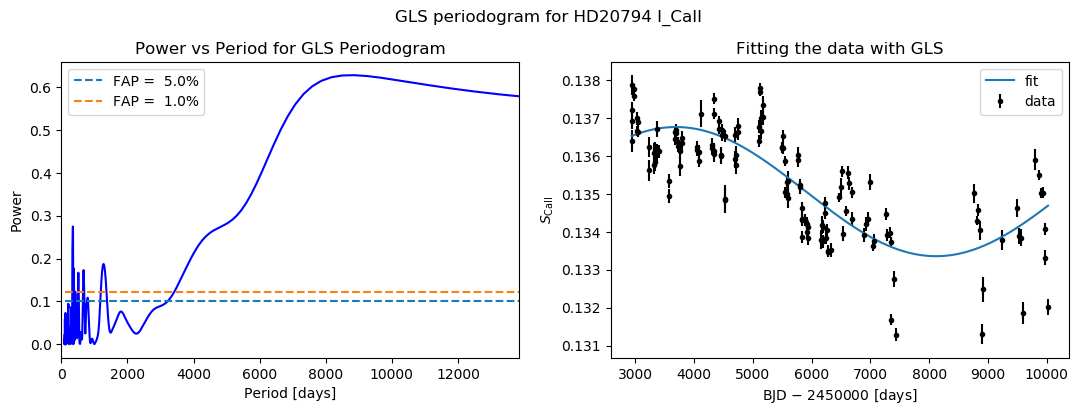 GLS periodogram for HD20794 I_Call
Power vs Period for GLS Periodogram
FAP = 5.0%
FAP = 1.0%
0.6
0.5
0.4
0.3
0.2
0.1
0.0
Power
0 2000 4000 6000 8000 10000 12000
Period [days]
Fitting the data with GLS
fit
data
0.138
0.137
0.136
0.135
0.134
0.133
0.132
0.131
S_Call
3000 4000 5000 6000 7000 8000 9000 10000
BJD − 2450000 [days]